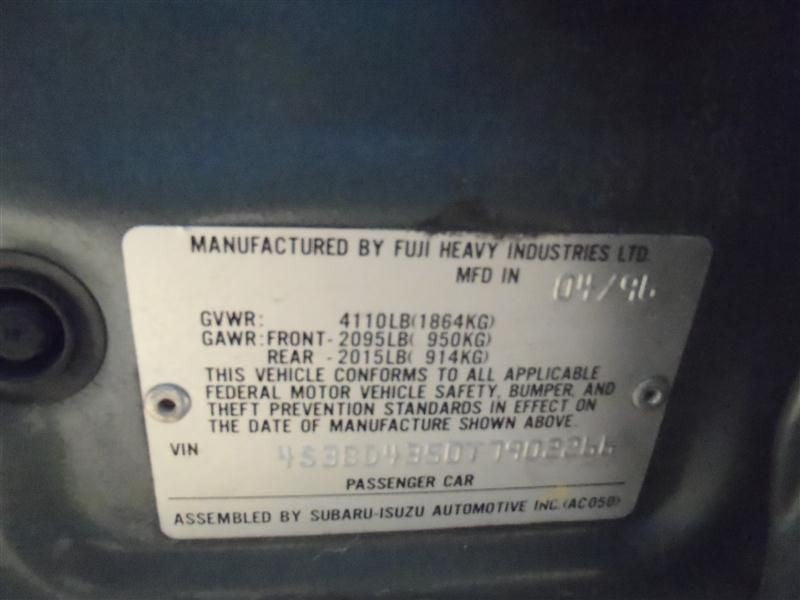 MANUFACTURED BY FUJI HEAVY INDUSTRIES LTD.
MFD IN 04/96
GVWR: 4110LB(1864KG)
GAWR: FRONT-2095LB( 950KG)
REAR -2015LB( 914KG)
THIS VEHICLE CONFORMS TO ALL APPLICABLE
FEDERAL MOTOR VEHICLE SAFETY, BUMPER, AND
THEFT PREVENTION STANDARDS IN EFFECT ON
THE DATE OF MANUFACTURE SHOWN ABOVE.
VIN 4S3BD4350T7902266
PASSENGER CAR
ASSEMBLED BY SUBARU-ISUZU AUTOMOTIVE INC.(AC050)